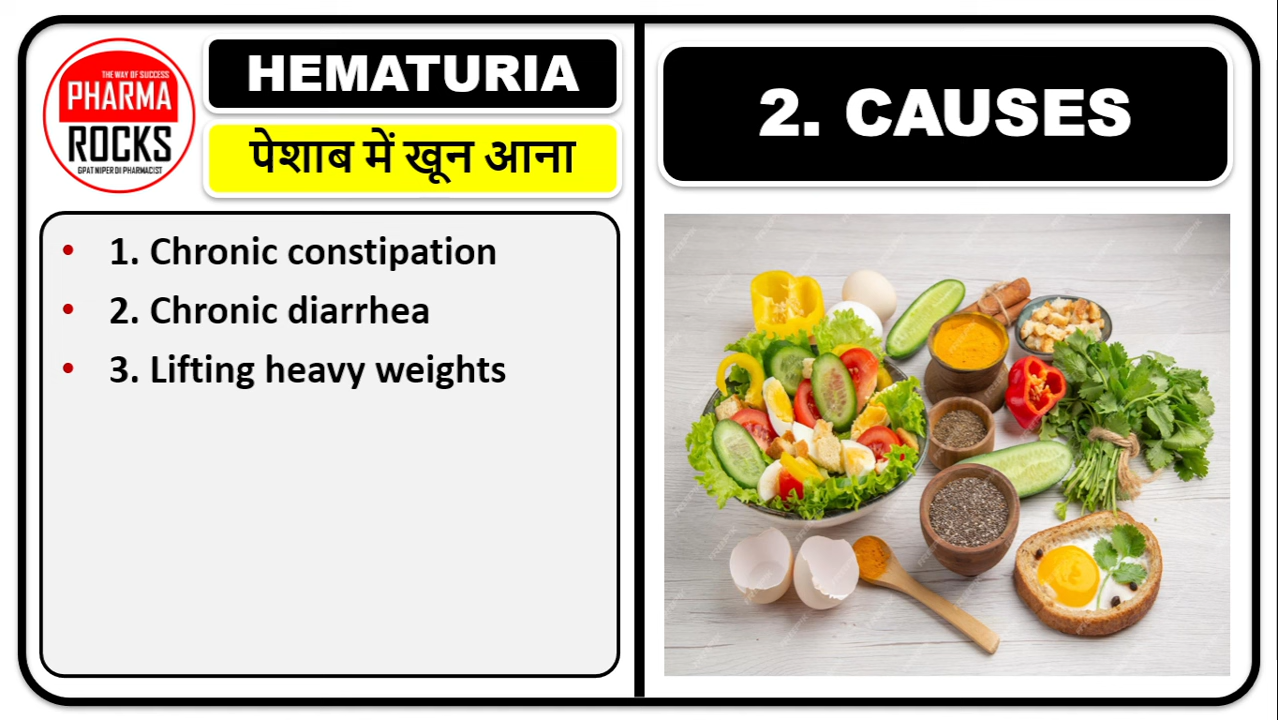 THE WAY OF SUCCESS
PHARMA
ROCKS
GPAT NIPER DI PHARMACIST
HEMATURIA
पेशाब में खून आना
• 1. Chronic constipation
• 2. Chronic diarrhea
• 3. Lifting heavy weights
2. CAUSES